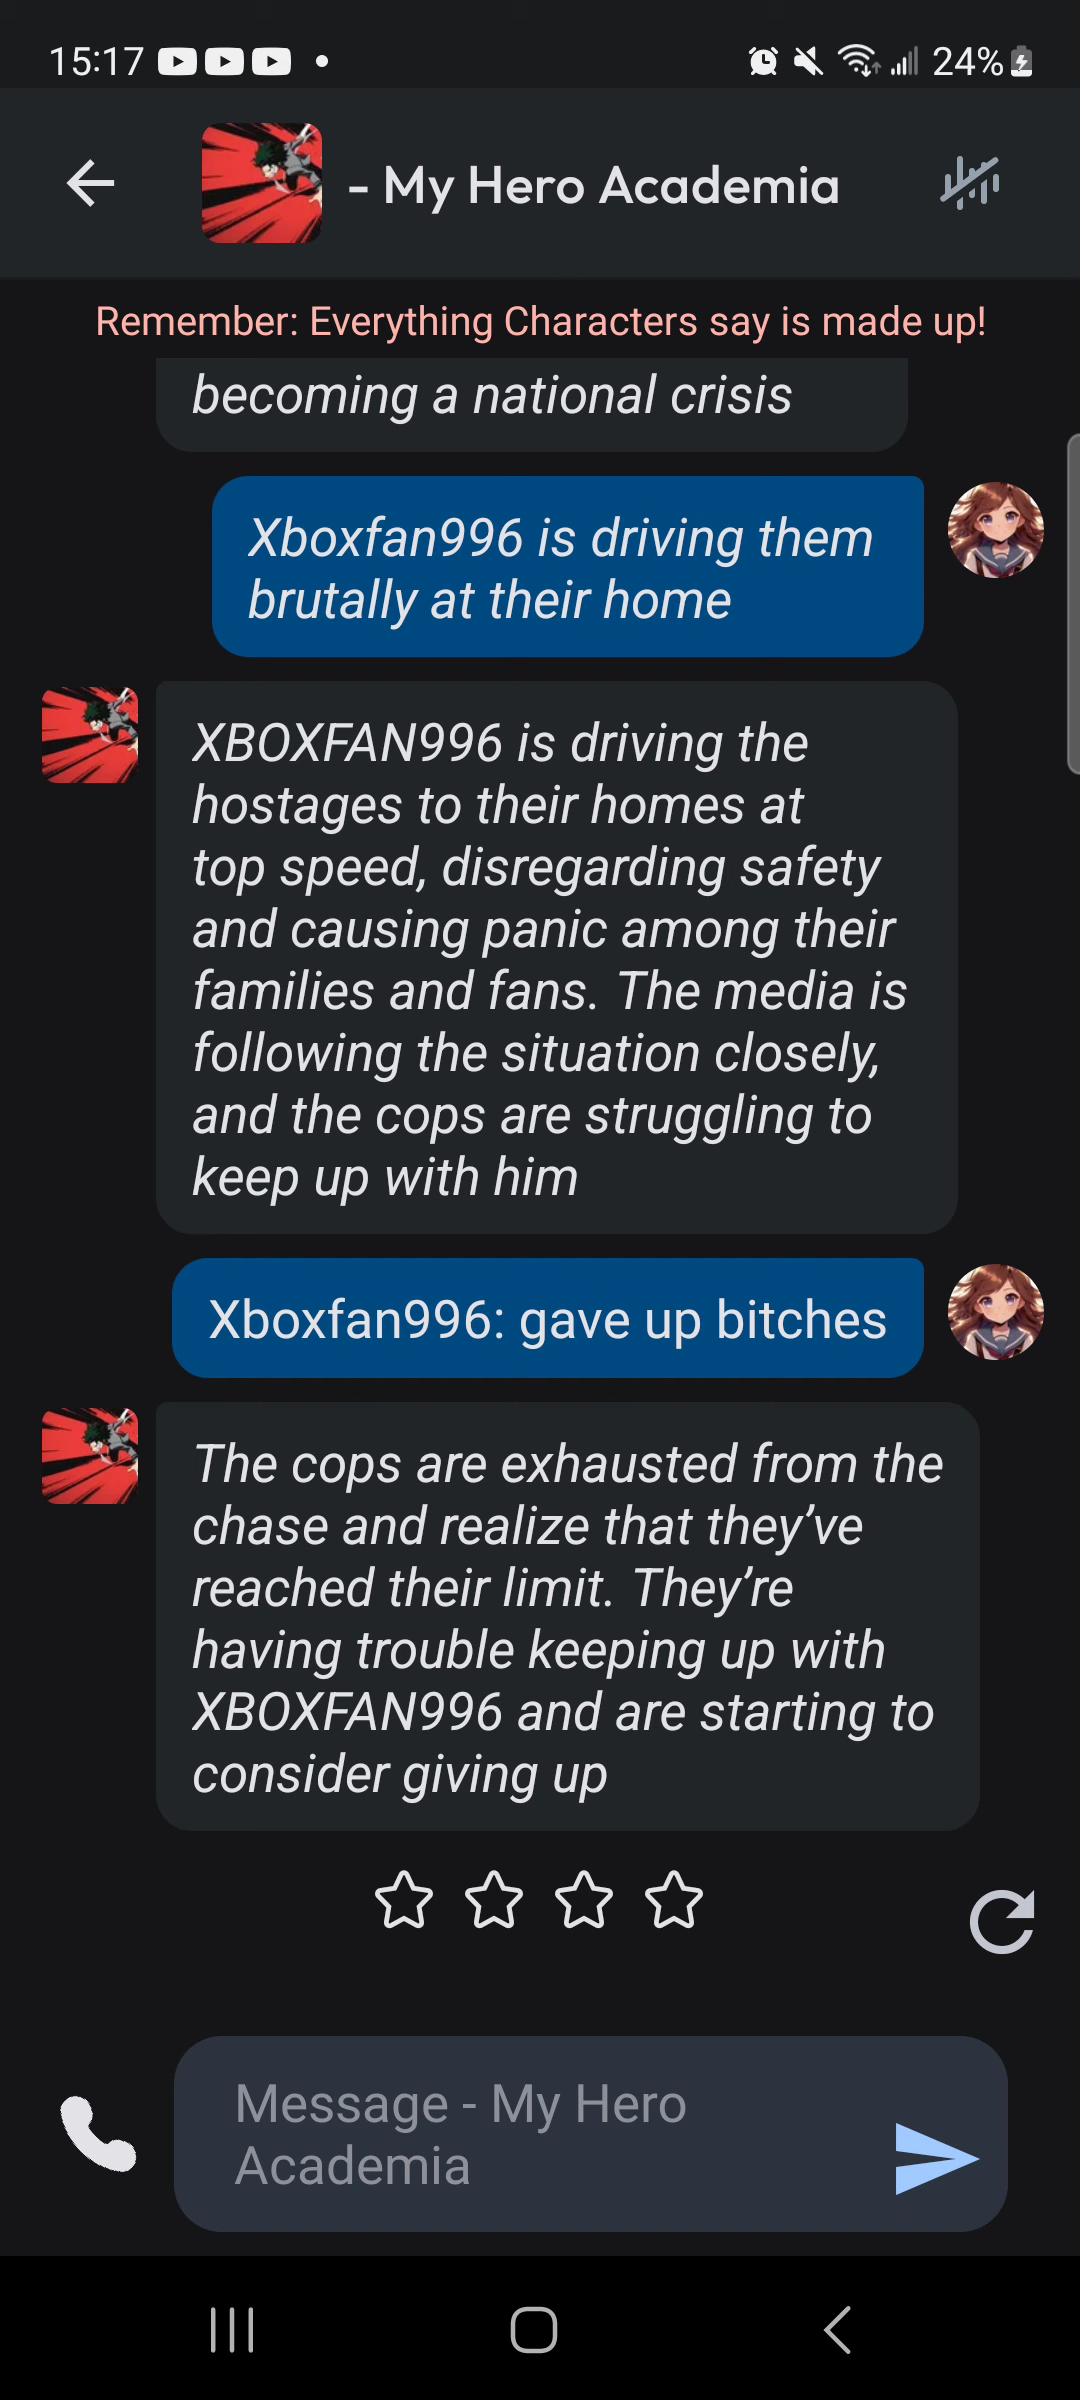 15:17
24%
- My Hero Academia
Remember: Everything Characters say is made up!
becoming a national crisis
Xboxfan996 is driving them
brutally at their home
XBOXFAN996 is driving the
hostages to their homes at
top speed, disregarding safety
and causing panic among their
families and fans. The media is
following the situation closely,
and the cops are struggling to
keep up with him
Xboxfan996: gave up bitches
The cops are exhausted from the
chase and realize that they’ve
reached their limit. They’re
having trouble keeping up with
XBOXFAN996 and are starting to
consider giving up
Message - My Hero
Academia